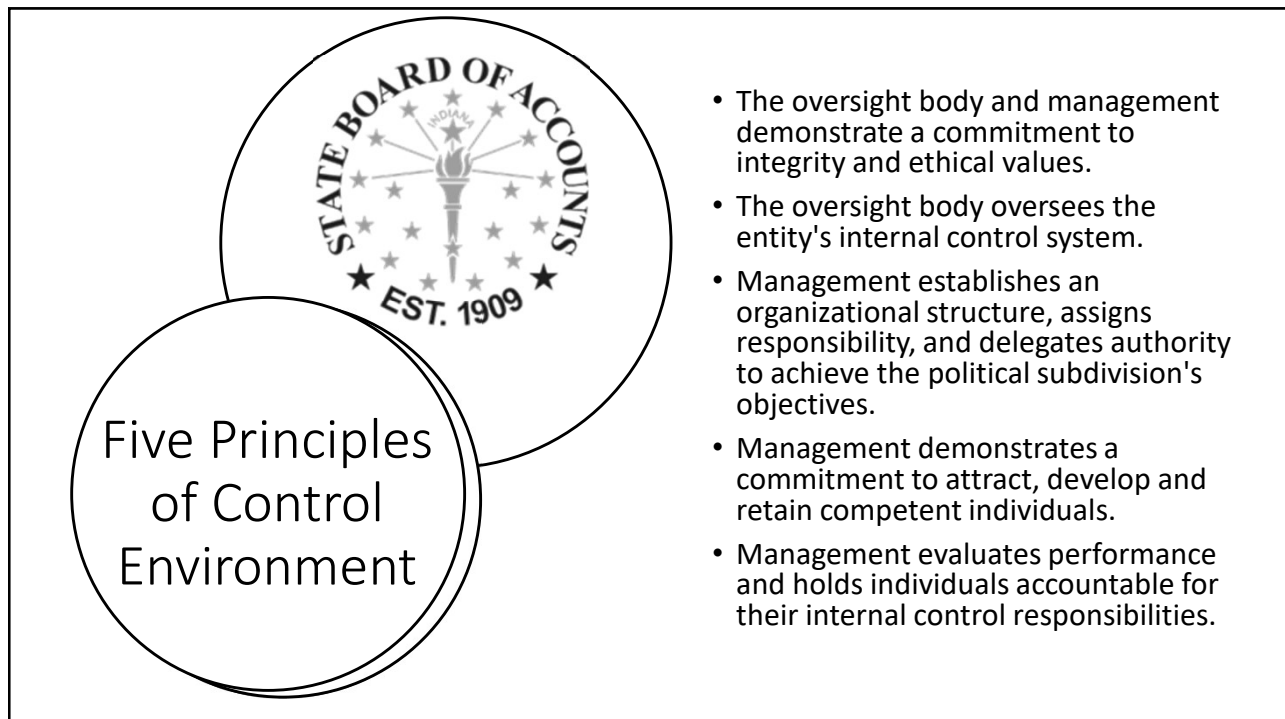 STATE BOARD OF ACCOUNTS
INDIANA
EST. 1909
Five Principles
of Control
Environment
• The oversight body and management
demonstrate a commitment to
integrity and ethical values.
• The oversight body oversees the
entity's internal control system.
• Management establishes an
organizational structure, assigns
responsibility, and delegates authority
to achieve the political subdivision's
objectives.
• Management demonstrates a
commitment to attract, develop and
retain competent individuals.
• Management evaluates performance
and holds individuals accountable for
their internal control responsibilities.